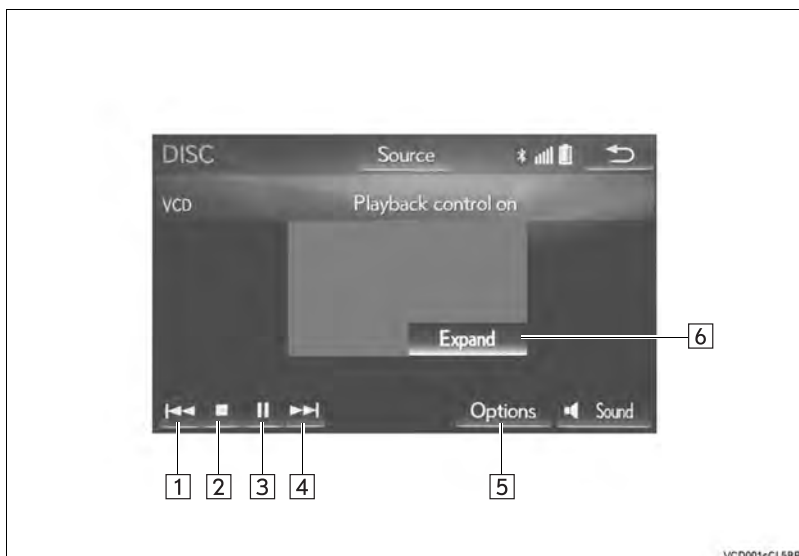 DISC Source
VCD Playback control on
Expand
6
Options Sound
1 2 3 4 5